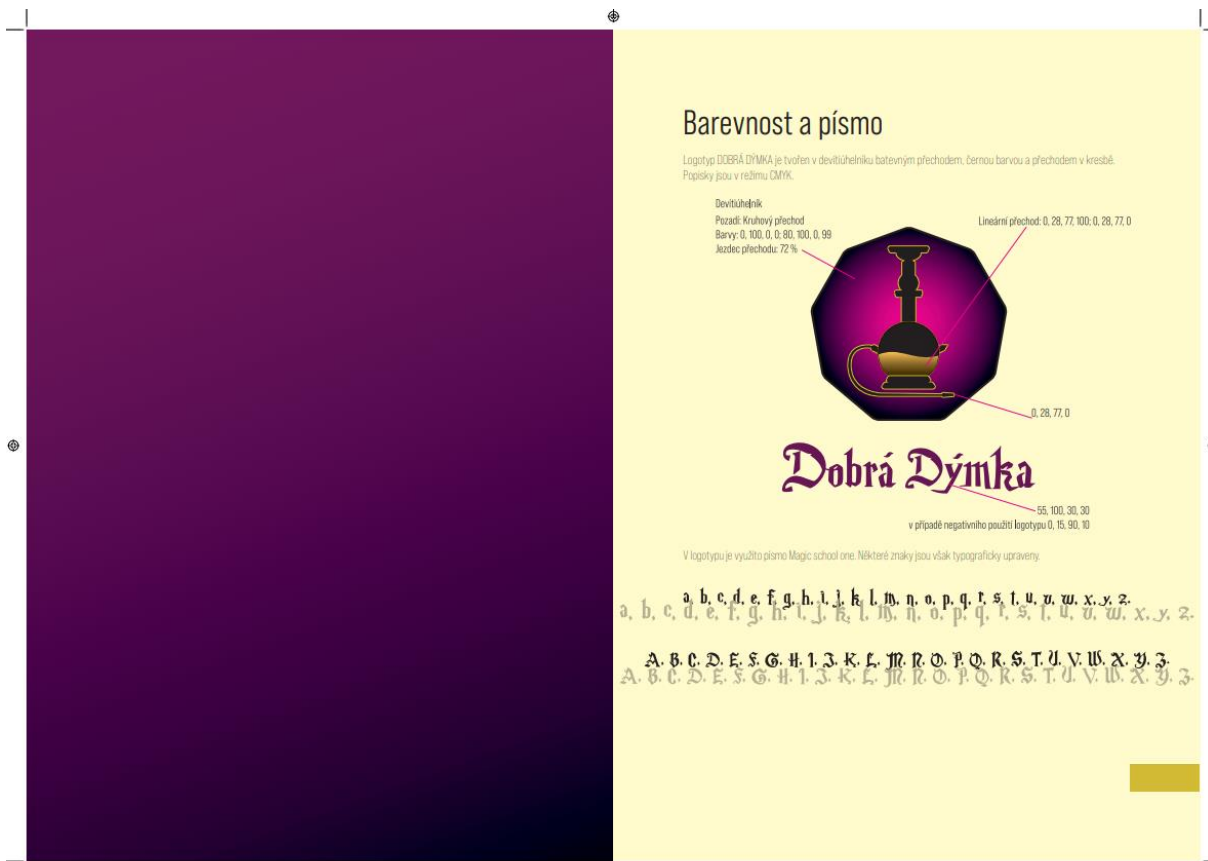 Barevnost a písmo
Logotyp DOBRÁ DÝMKA je tvořen v devítiúhelníku batevným přechodem, černou barvou a přechodem v kresbě.
Popisky jsou v režimu CMYK.
Devítiúhelník
Pozadí: Kruhový přechod
Barvy: 0, 100, 0, 0; 80, 100, 0, 99
Jezdec přechodu: 72 %
Lineární přechod: 0, 28, 77, 100; 0, 28, 77, 0
0, 28, 77, 0
Dobrá Dýmka
55, 100, 30, 30
v případě negativního použití logotypu 0, 15, 90, 10
V logotypu je využito písmo Magic school one. Některé znaky jsou však typograficky upraveny.
a, b, c, d, e, f, g, h, i, j, k, l, m, n, o, p, q, r, s, t, u, v, w, x, y, z.
a, b, c, d, e, f, g, h, i, j, k, l, m, n, o, p, q, r, s, t, u, v, w, x, y, z.
A. B. C. D. E. F. G. H. I. J. K. L. M. N. O. P. Q. R. S. T. U. V. W. X. Y. Z.
A. B. C. D. E. F. G. H. I. J. K. L. M. N. O. P. Q. R. S. T. U. V. W. X. Y. Z.